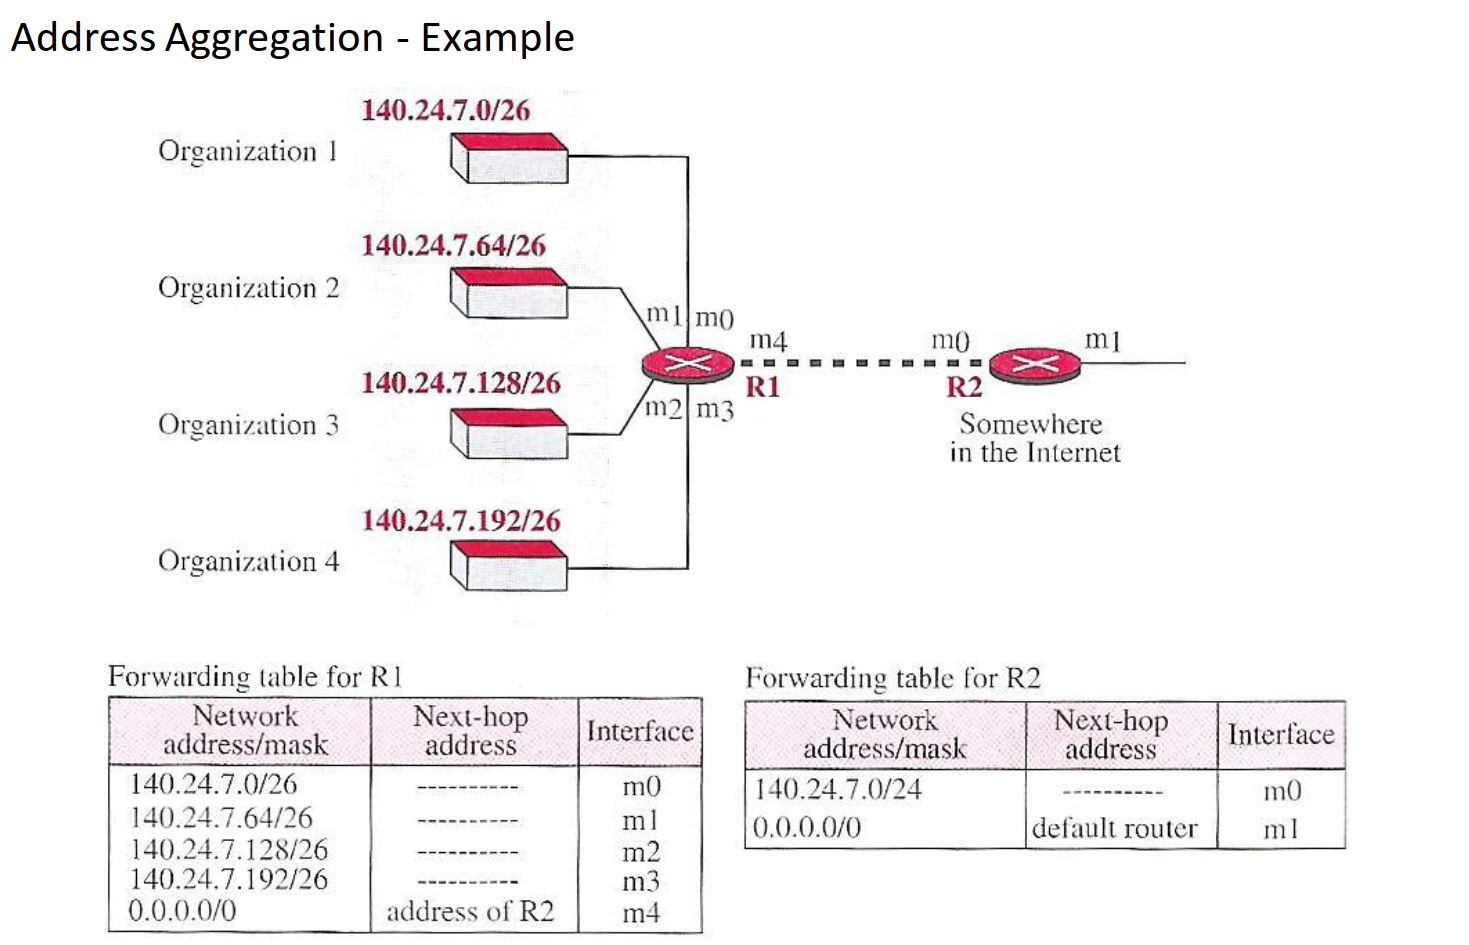 Address Aggregation - Example
140.24.7.0/26
Organization 1
140.24.7.64/26
Organization 2
m1 m0
m4
m0
m1
140.24.7.128/26
R1
R2
Organization 3
m2 m3
Somewhere
in the Internet
140.24.7.192/26
Organization 4
Forwarding table for R1
Network
address/mask
Next-hop
address
Interface
140.24.7.0/26 ---------- m0
140.24.7.64/26 ---------- m1
140.24.7.128/26 ---------- m2
140.24.7.192/26 ---------- m3
0.0.0.0/0 address of R2 m4
Forwarding table for R2
Network
address/mask
Next-hop
address
Interface
140.24.7.0/24 ---------- m0
0.0.0.0/0 default router m1